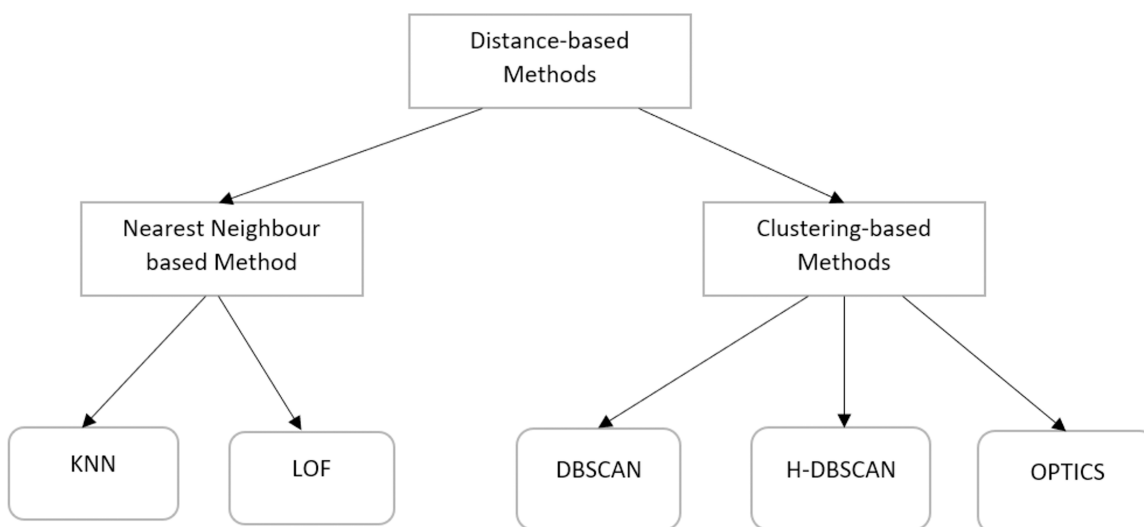 Distance-based
Methods
Nearest Neighbour
based Method
Clustering-based
Methods
KNN
LOF
DBSCAN
H-DBSCAN
OPTICS